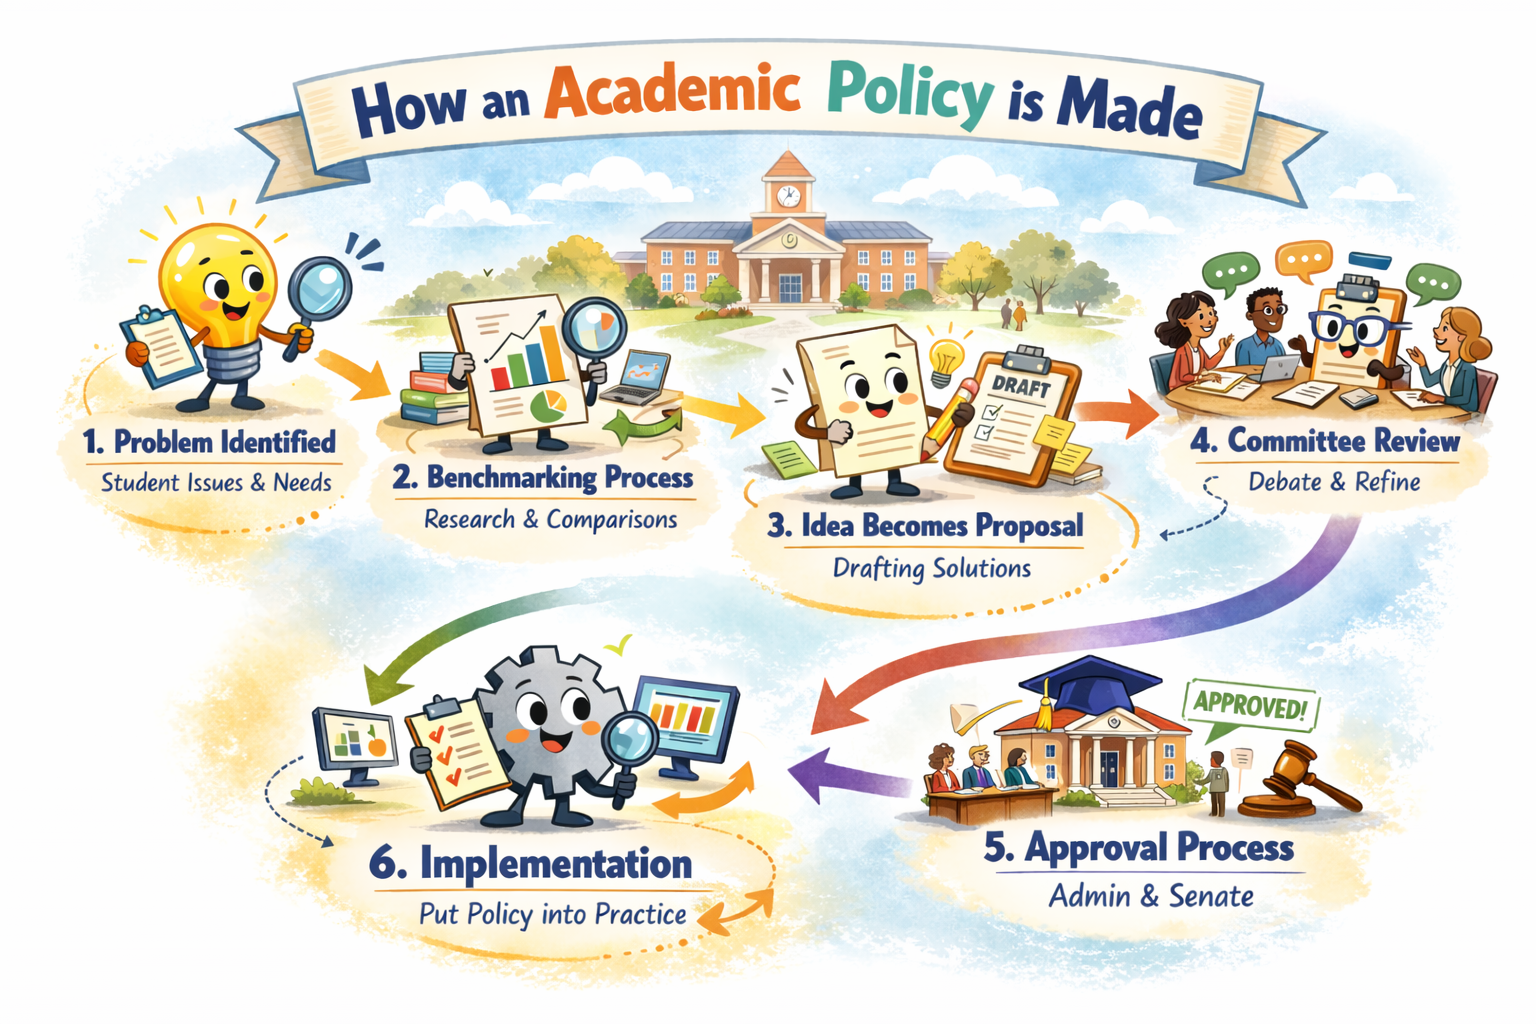 How an Academic Policy is Made
1. Problem Identified
Student Issues & Needs
2. Benchmarking Process
Research & Comparisons
DRAFT
3. Idea Becomes Proposal
Drafting Solutions
4. Committee Review
Debate & Refine
APPROVED!
5. Approval Process
Admin & Senate
6. Implementation
Put Policy into Practice